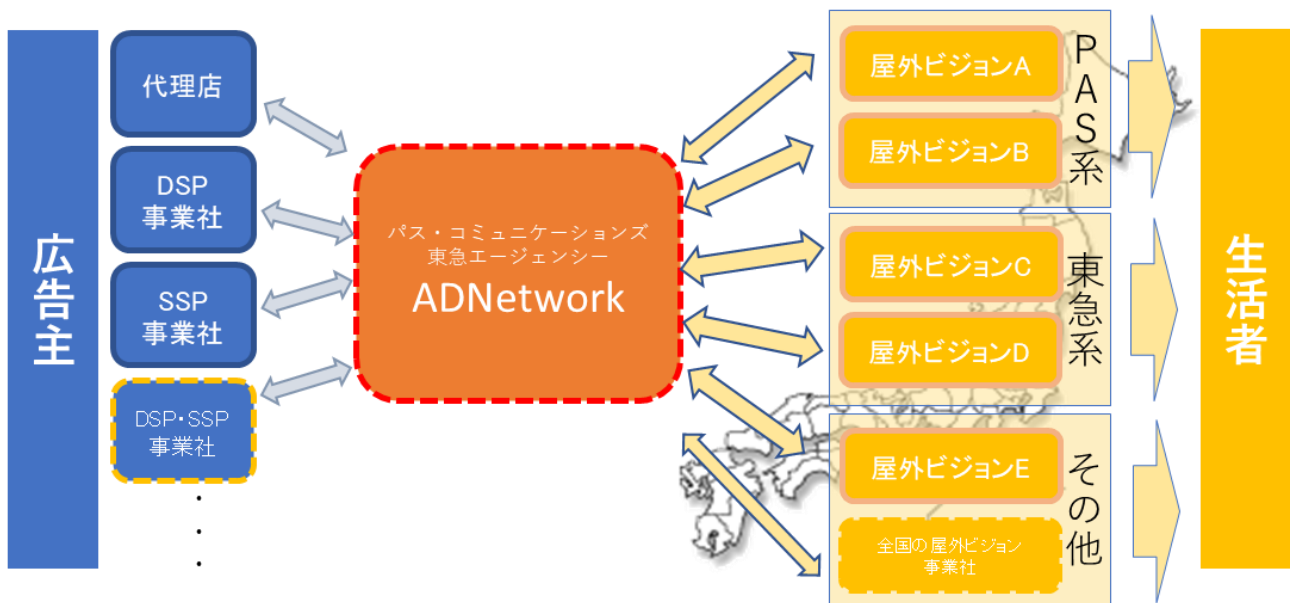 広告主
代理店
DSP
事業社
SSP
事業社
DSP・SSP
事業社
・
・
・
パス・コミュニケーションズ
東急エージェンシー
ADNetwork
屋外ビジョンA
屋外ビジョンB
PAS系
屋外ビジョンC
屋外ビジョンD
東急系
屋外ビジョンE
全国の屋外ビジョン
事業社
その他
生活者